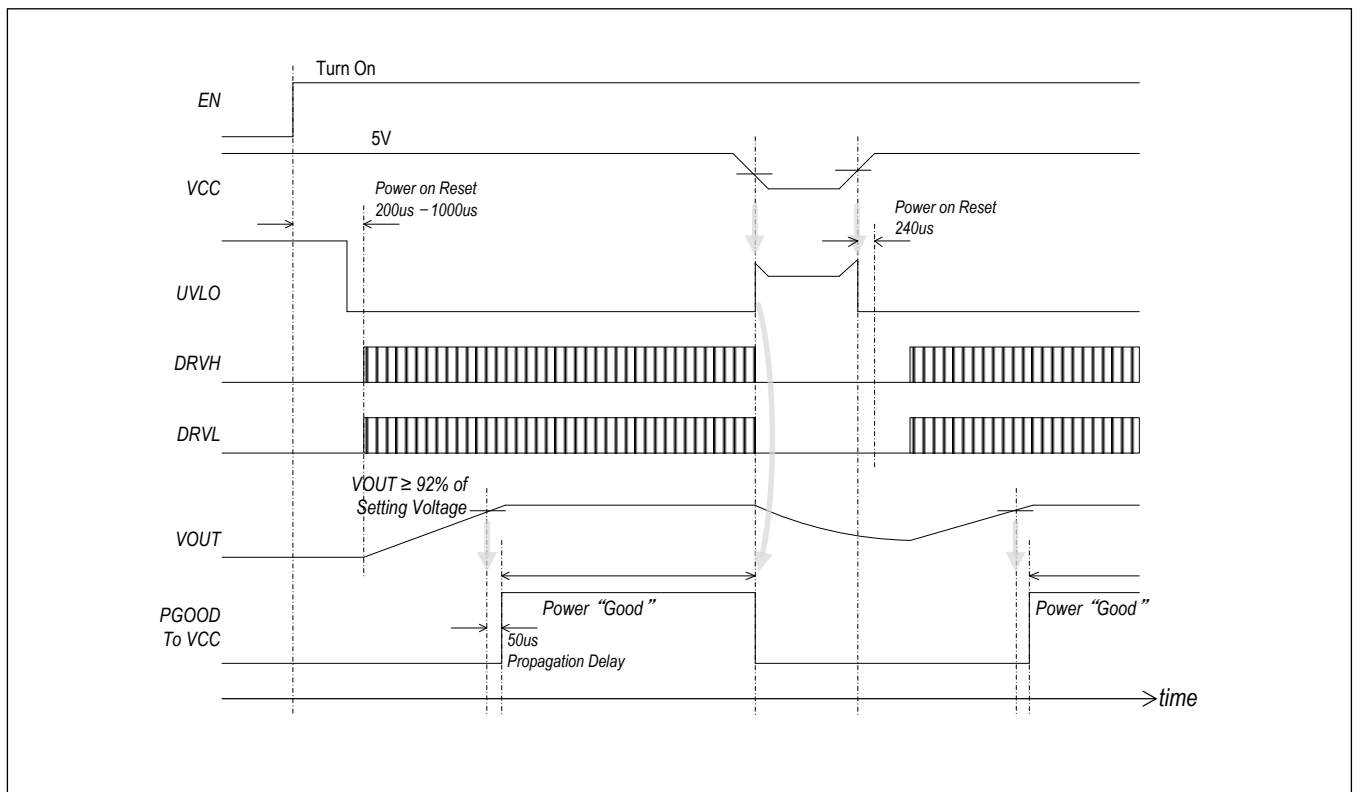 Turn On
EN
5V
VCC
Power on Reset
200us – 1000us
Power on Reset
240us
UVLO
DRVH
DRVL
VOUT ≥ 92% of
Setting Voltage
VOUT
PGOOD
To VCC
Power “Good”
Power “Good”
50us
Propagation Delay
time